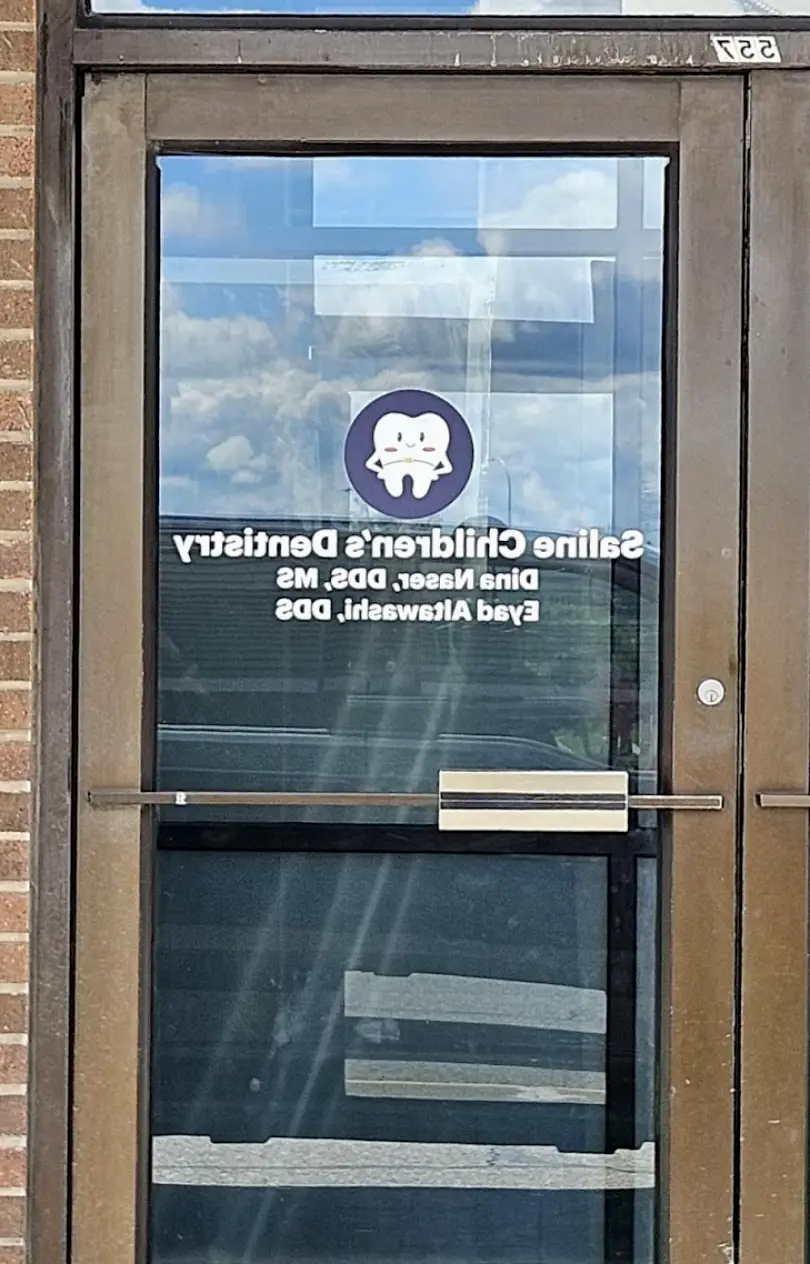 557
Saline Children's Dentistry
Dina Naser, DDS, MS
Eyad Altawashi, DDS